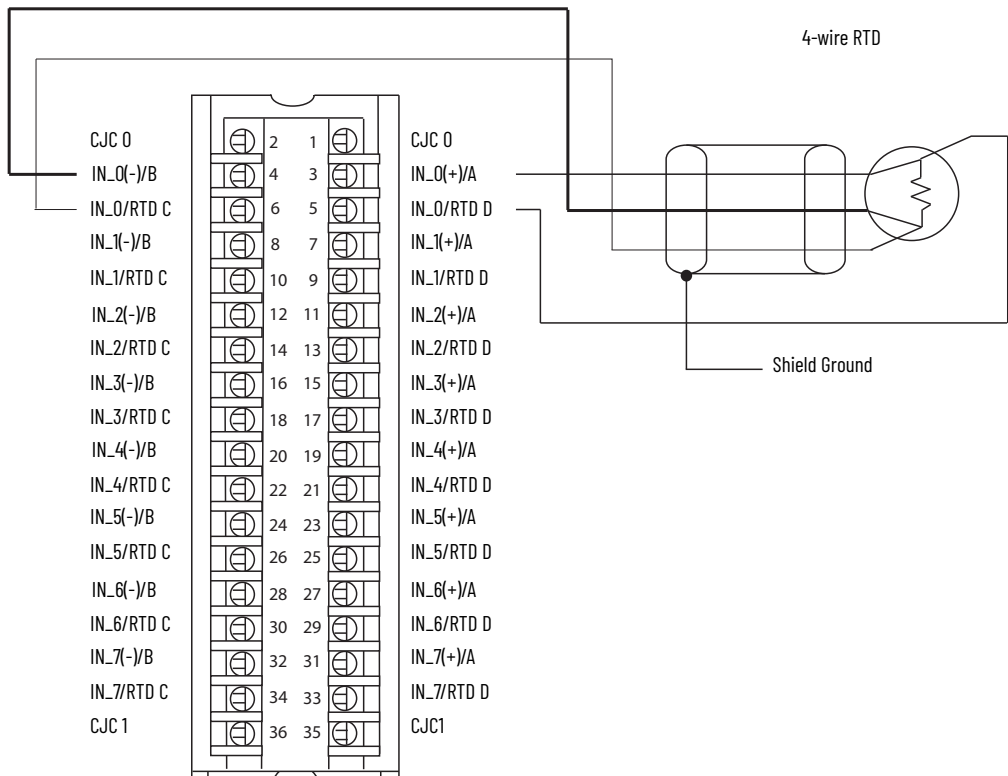 4-wire RTD
CJC 0 2 1 CJC 0
IN_0(-)/B 4 3 IN_0(+)/A
IN_0/RTD C 6 5 IN_0/RTD D
IN_1(-)/B 8 7 IN_1(+)/A
IN_1/RTD C 10 9 IN_1/RTD D
IN_2(-)/B 12 11 IN_2(+)/A
IN_2/RTD C 14 13 IN_2/RTD D
IN_3(-)/B 16 15 IN_3(+)/A
IN_3/RTD C 18 17 IN_3/RTD D
IN_4(-)/B 20 19 IN_4(+)/A
IN_4/RTD C 22 21 IN_4/RTD D
IN_5(-)/B 24 23 IN_5(+)/A
IN_5/RTD C 26 25 IN_5/RTD D
IN_6(-)/B 28 27 IN_6(+)/A
IN_6/RTD C 30 29 IN_6/RTD D
IN_7(-)/B 32 31 IN_7(+)/A
IN_7/RTD C 34 33 IN_7/RTD D
CJC 1 36 35 CJC1
Shield Ground